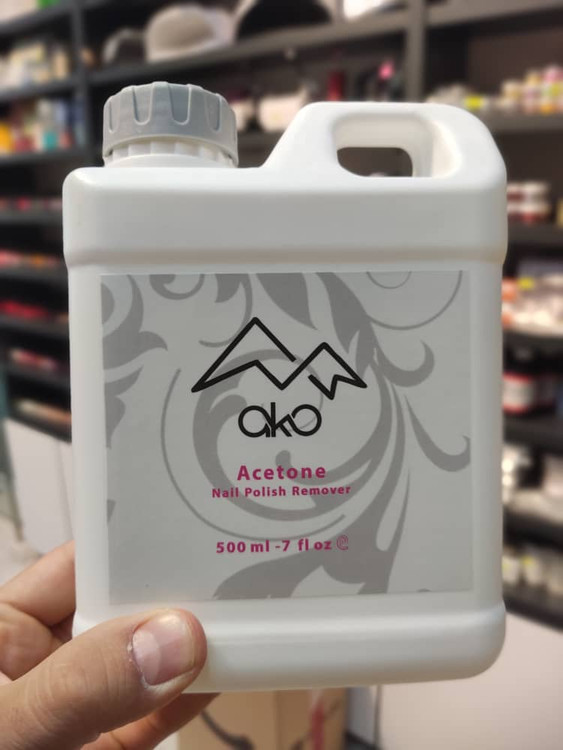 ako
Acetone
Nail Polish Remover
500 ml -7 fl oz ℮